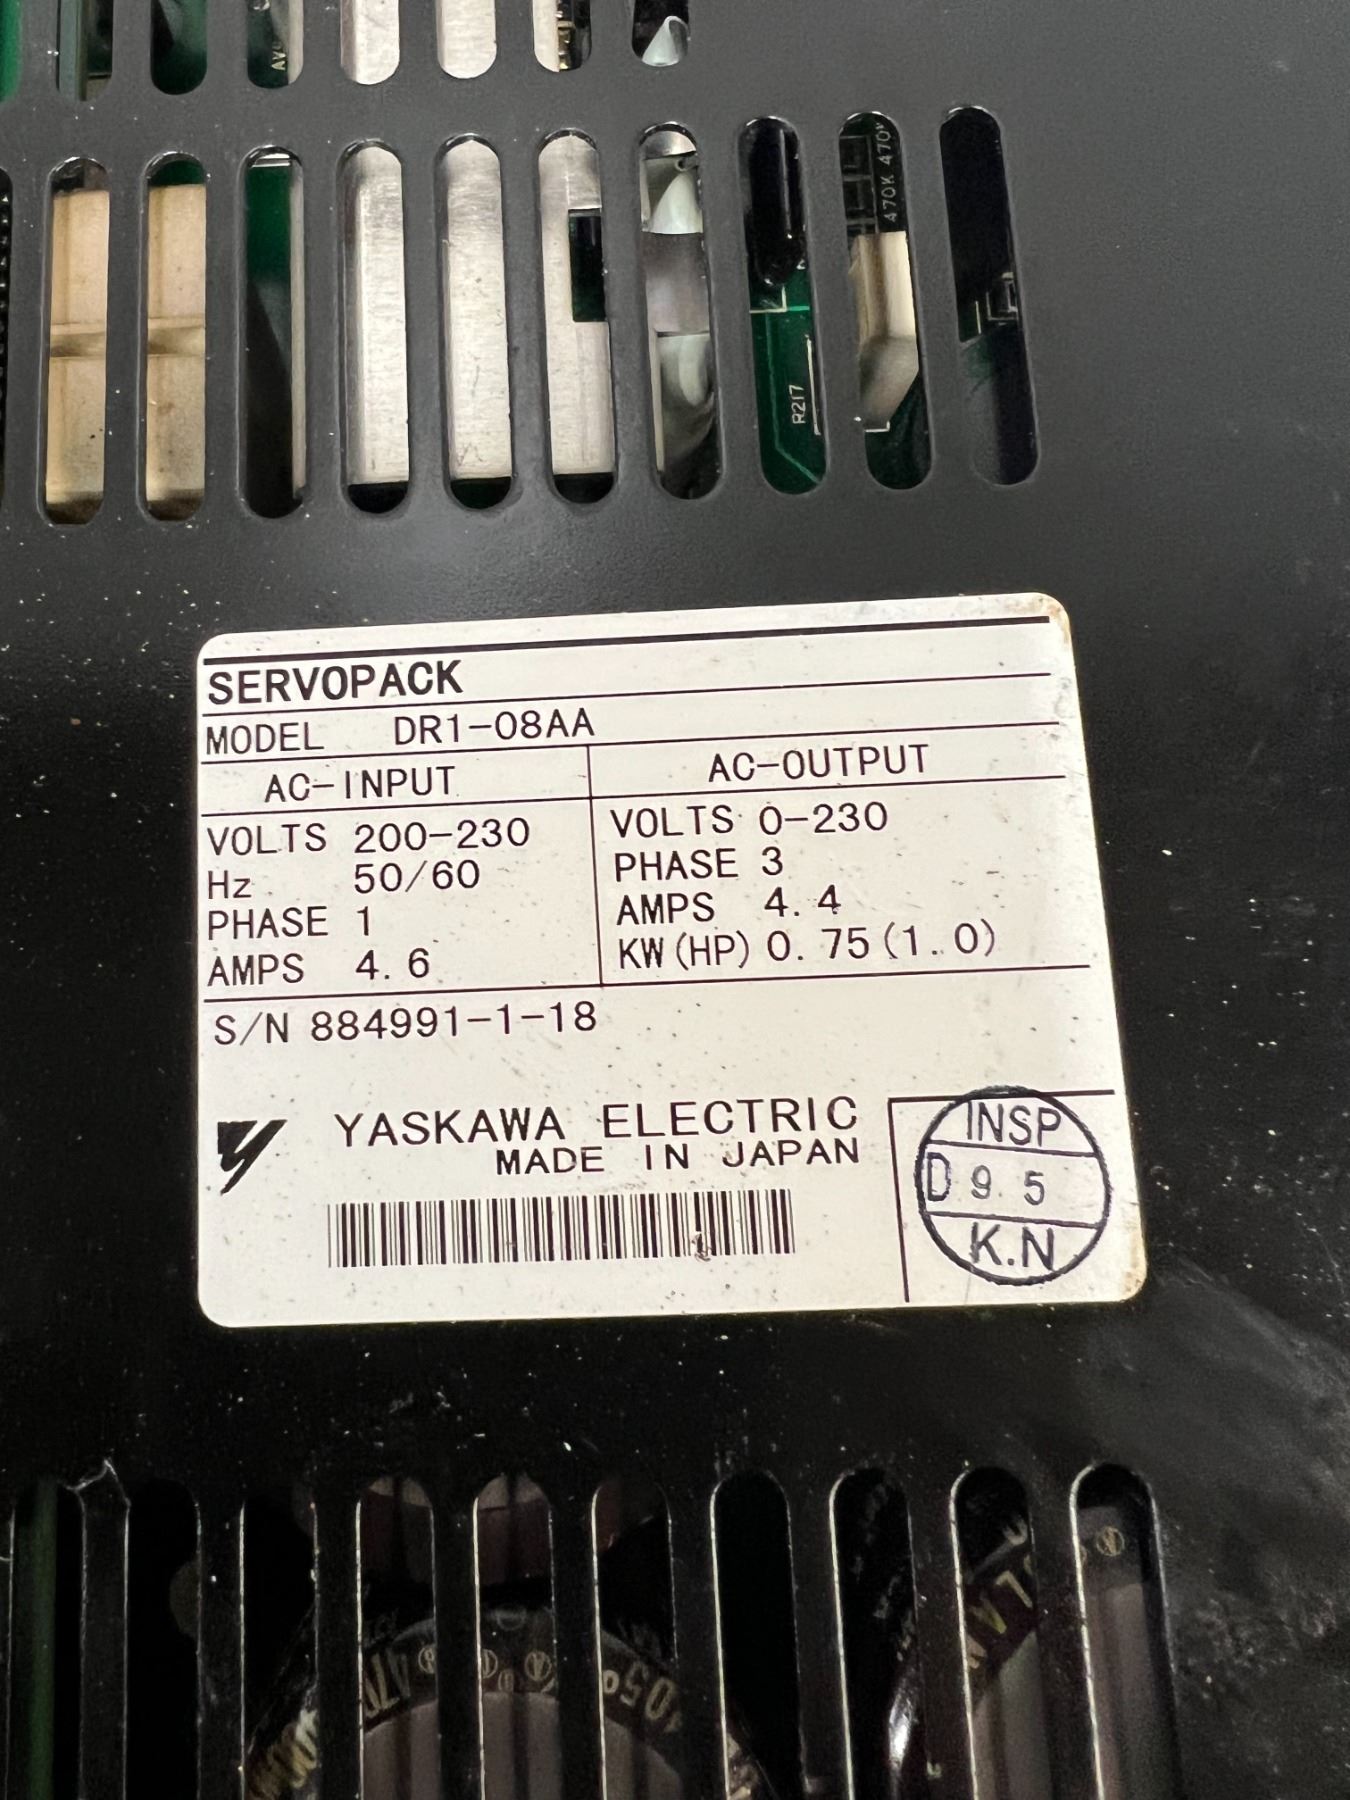 470K 470V
R217
SERVOPACK
MODEL DR1-08AA
AC-INPUT
VOLTS 200-230
Hz 50/60
PHASE 1
AMPS 4.6
AC-OUTPUT
VOLTS 0-230
PHASE 3
AMPS 4.4
KW(HP) 0.75(1.0)
S/N 884991-1-18
YASKAWA ELECTRIC
MADE IN JAPAN
INSP
D 9.5
K.N